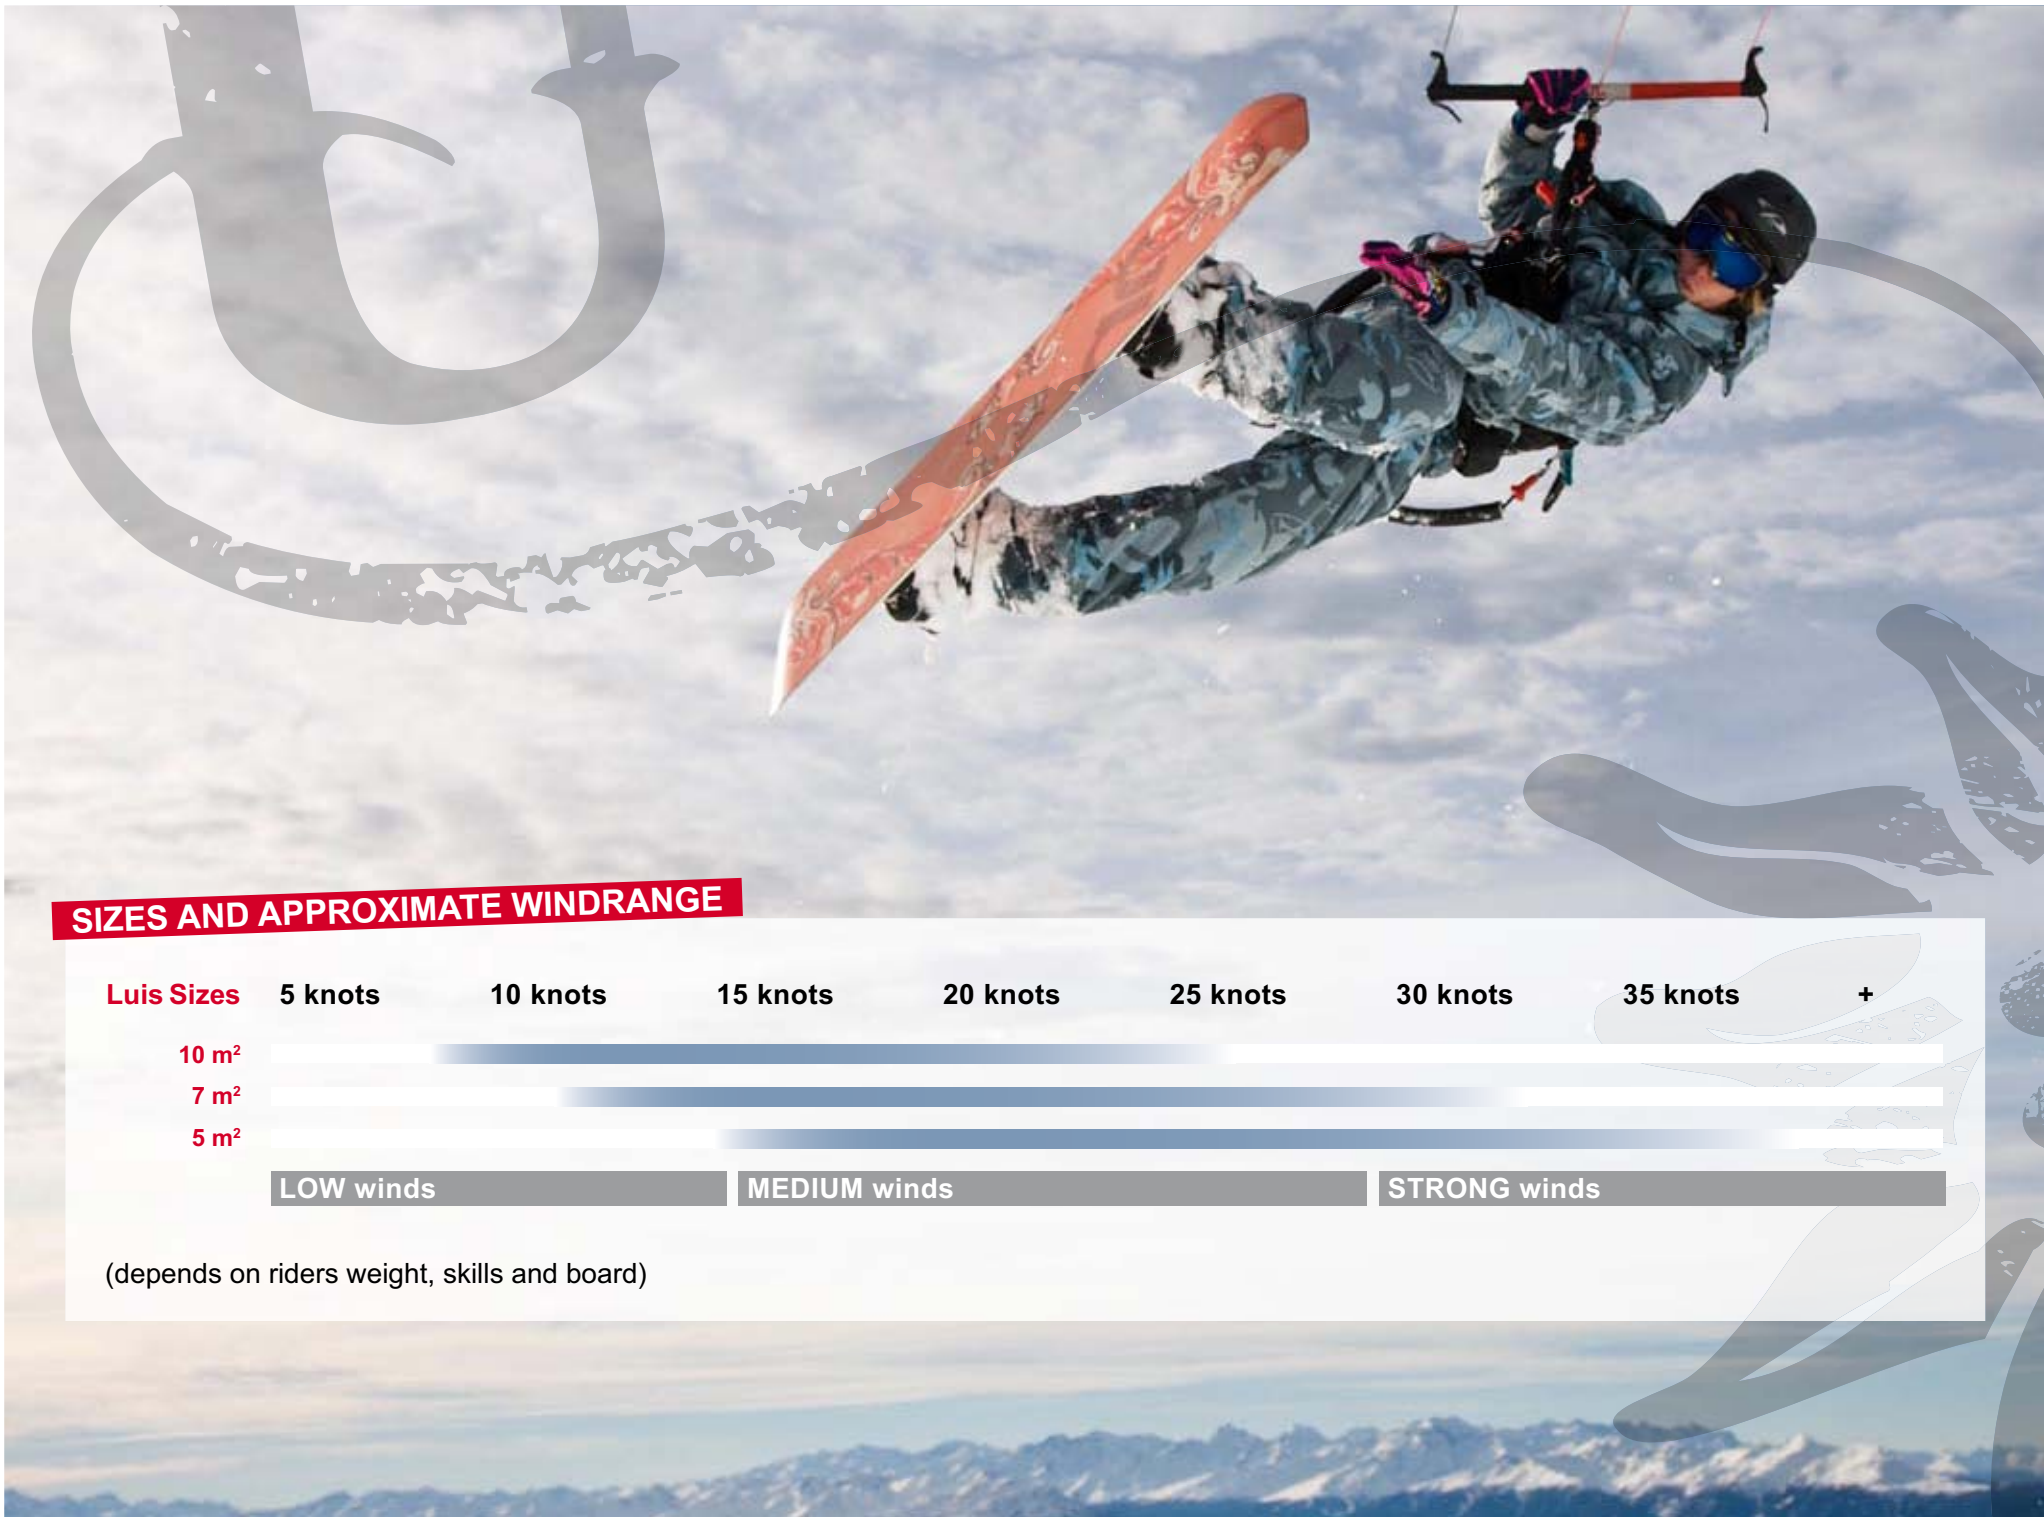 SIZES AND APPROXIMATE WINDRANGE
Luis Sizes 5 knots 10 knots 15 knots 20 knots 25 knots 30 knots 35 knots +
10 m²
7 m²
5 m²
LOW winds MEDIUM winds STRONG winds
(depends on riders weight, skills and board)